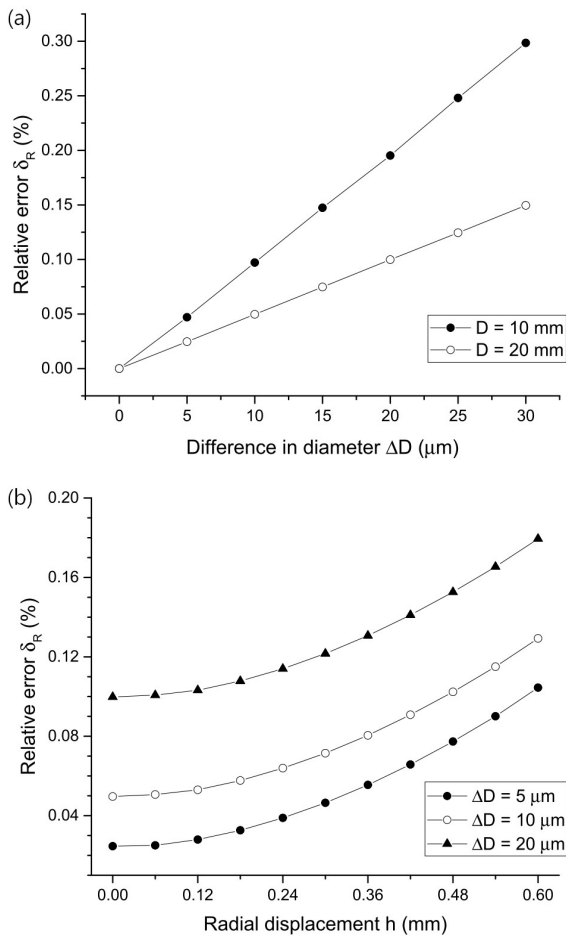 (a)
0.30
0.25
0.20
0.15
0.10
0.05
0.00
Relative error δR (%)
D = 10 mm
D = 20 mm
0 5 10 15 20 25 30
Difference in diameter ΔD (μm)
(b)
0.20
0.16
0.12
0.08
0.04
Relative error δR (%)
ΔD = 5 μm
ΔD = 10 μm
ΔD = 20 μm
0.00 0.12 0.24 0.36 0.48 0.60
Radial displacement h (mm)